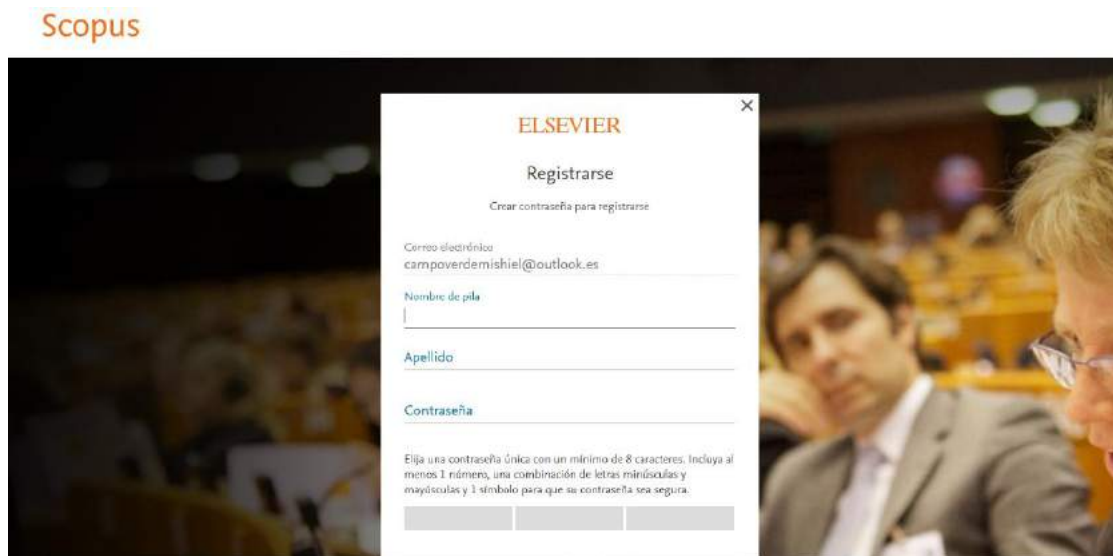 Scopus
ELSEVIER
Registrarse
Crear contraseña para registrarse
Correo electrónico
campoverdemishiel@outlook.es
Nombre de pila
Apellido
Contraseña
Elija una contraseña única con un mínimo de 8 caracteres. Incluya al
menos 1 número, una combinación de letras minúsculas y
mayúsculas y 1 símbolo para que su contraseña sea segura.